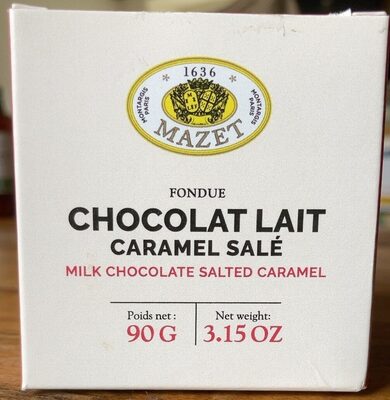 1636
MONTARGIS PARIS
MONTARGIS PARIS
MAZET
FONDUE
CHOCOLAT LAIT
CARAMEL SALÉ
MILK CHOCOLATE SALTED CARAMEL
Poids net : Net weight:
90 G 3.15 OZ